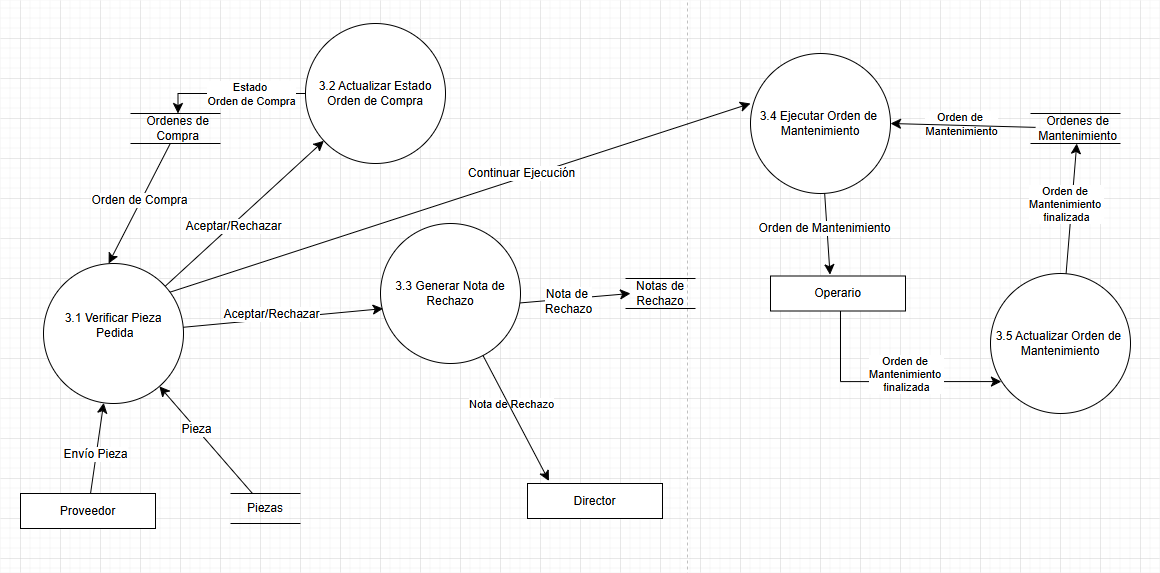 3.2 Actualizar Estado
Orden de Compra
Estado
Orden de Compra
Ordenes de
Compra
Orden de Compra
Aceptar/Rechazar
Continuar Ejecución
3.4 Ejecutar Orden de
Mantenimiento
Orden de
Mantenimiento
Ordenes de
Mantenimiento
Orden de
Mantenimiento
finalizada
Orden de Mantenimiento
3.3 Generar Nota de
Rechazo
Nota de
Rechazo
Notas de
Rechazo
Operario
3.1 Verificar Pieza
Pedida
Aceptar/Rechazar
3.5 Actualizar Orden de
Mantenimiento
Orden de
Mantenimiento
finalizada
Nota de Rechazo
Pieza
Envío Pieza
Proveedor
Piezas
Director